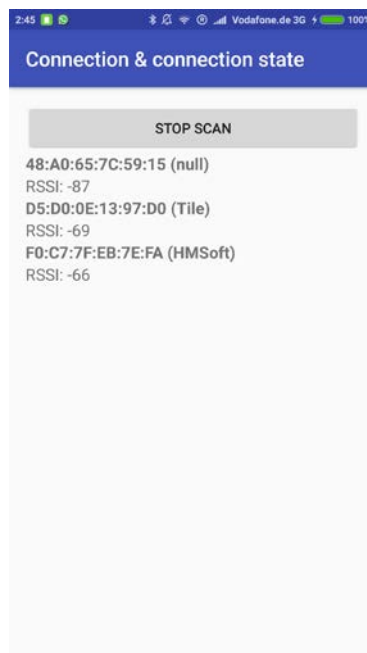 2:45 Vodafone.de 3G 100%
Connection & connection state
STOP SCAN
48:A0:65:7C:59:15 (null)
RSSI: -87
D5:D0:0E:13:97:D0 (Tile)
RSSI: -69
F0:C7:7F:EB:7E:FA (HMSoft)
RSSI: -66